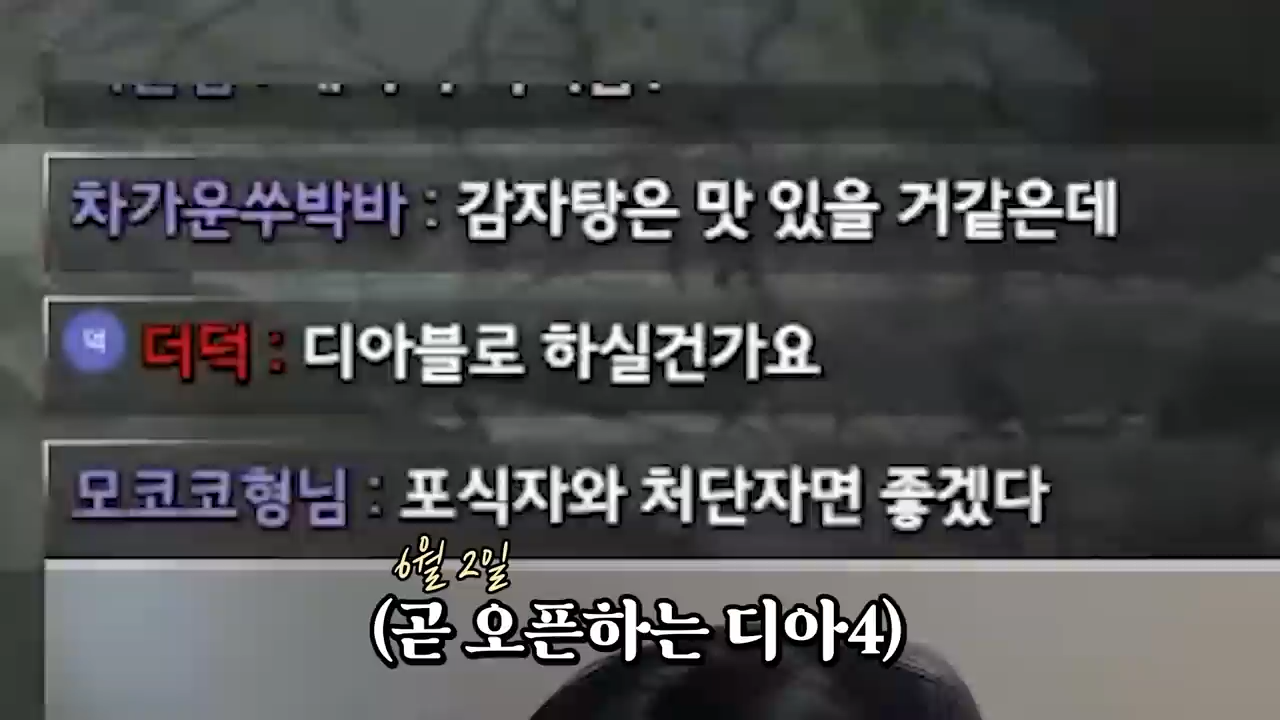 차가운쑤박바 : 감자탕은 맛 있을 거같은데
덕 더덕 : 디아블로 하실건가요
모코코형님 : 포식자와 처단자면 좋겠다
6월 2일
(곧 오픈하는 디아4)